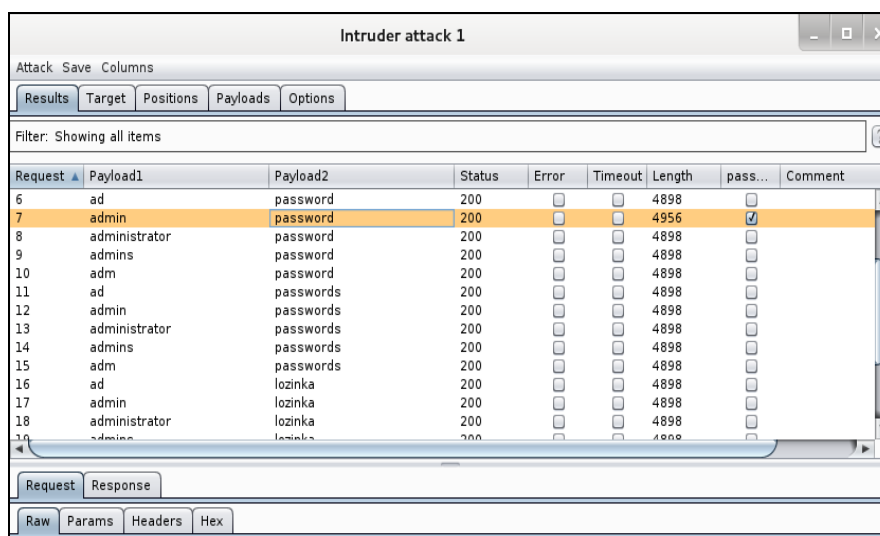 Intruder attack 1
Attack Save Columns
Results Target Positions Payloads Options
Filter: Showing all items
Request Payload1 Payload2 Status Error Timeout Length pass... Comment
6 ad password 200 4898
7 admin password 200 4956
8 administrator password 200 4898
9 admins password 200 4898
10 adm password 200 4898
11 ad passwords 200 4898
12 admin passwords 200 4898
13 administrator passwords 200 4898
14 admins passwords 200 4898
15 adm passwords 200 4898
16 ad lozinka 200 4898
17 admin lozinka 200 4898
18 administrator lozinka 200 4898
19 admins lozinka 200 4898
Request Response
Raw Params Headers Hex